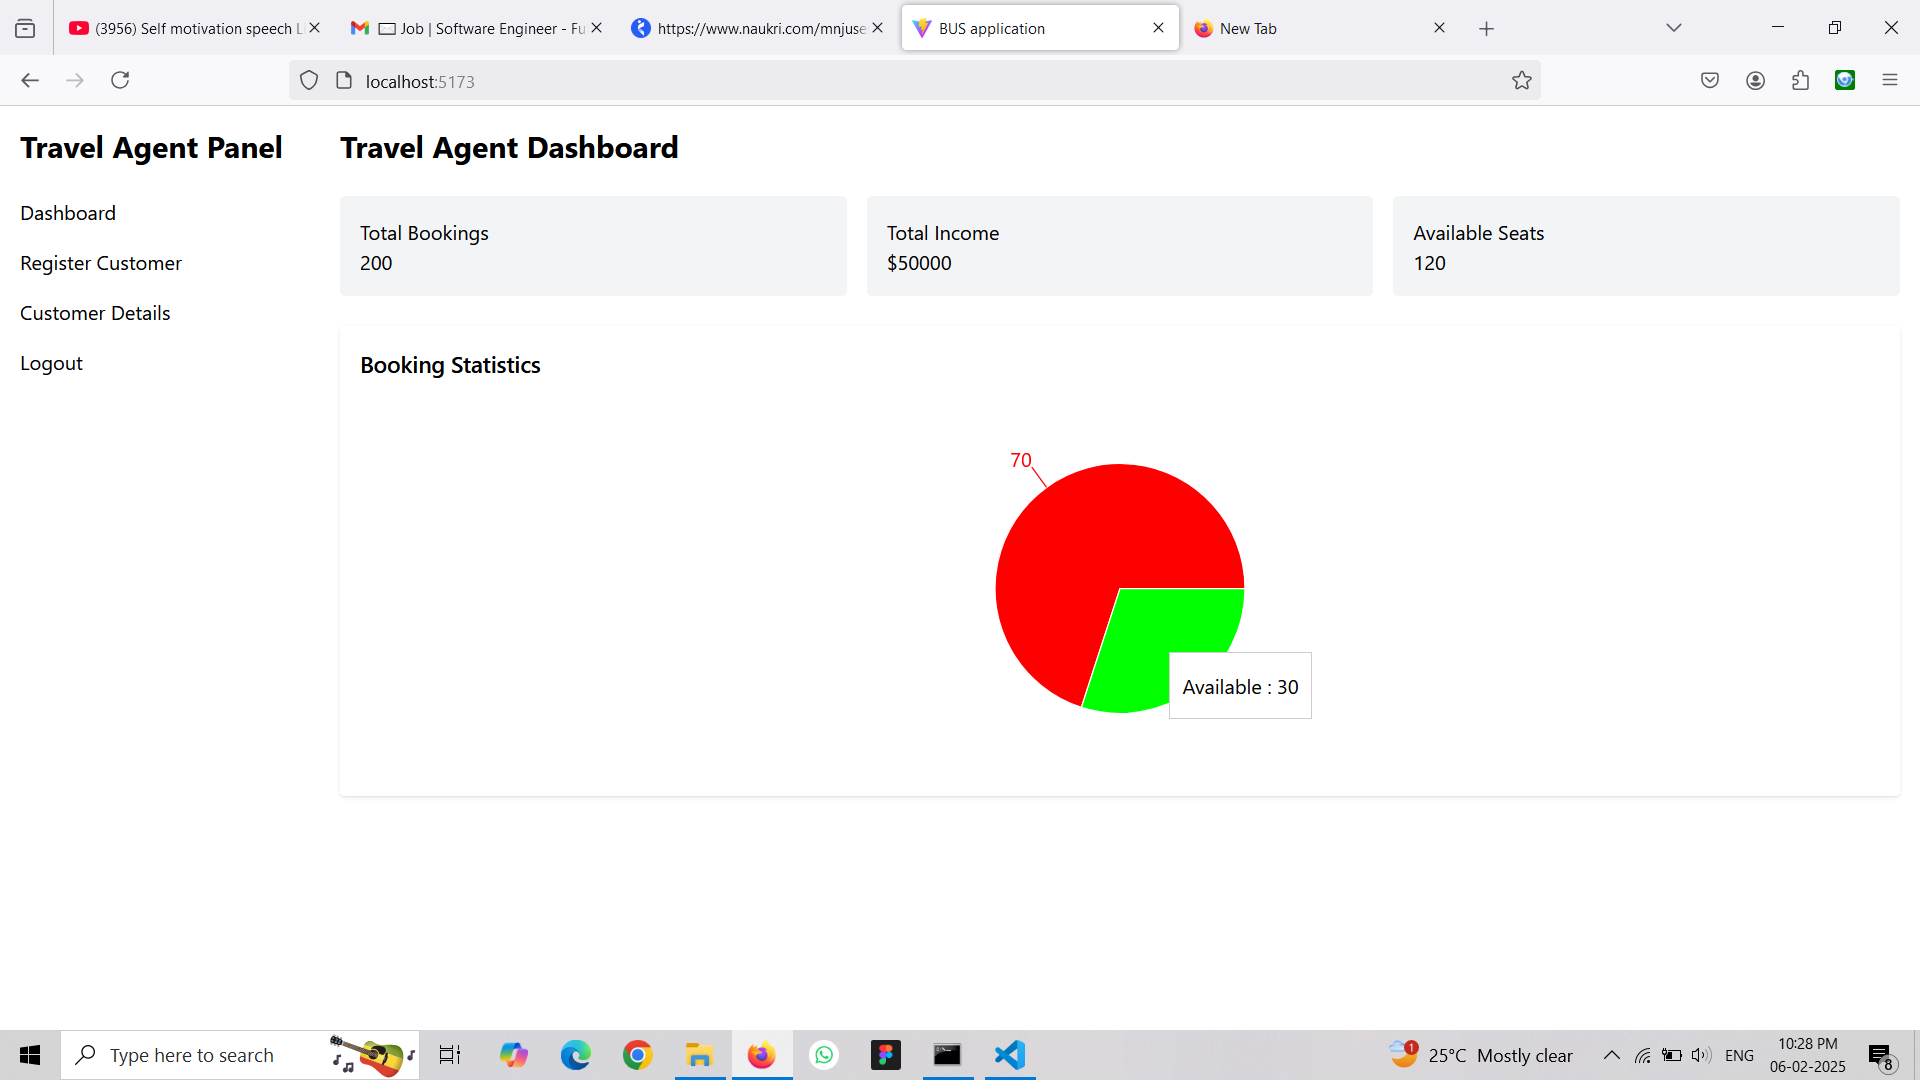 (3956) Self motivation speech Li
Job | Software Engineer - Fu
https://www.naukri.com/mnjuse
BUS application
New Tab
localhost:5173
Travel Agent Panel
Dashboard
Register Customer
Customer Details
Logout
Travel Agent Dashboard
Total Bookings
200
Total Income
$50000
Available Seats
120
Booking Statistics
70
Available : 30
Type here to search
1
25°C Mostly clear
ENG
10:28 PM
06-02-2025
8